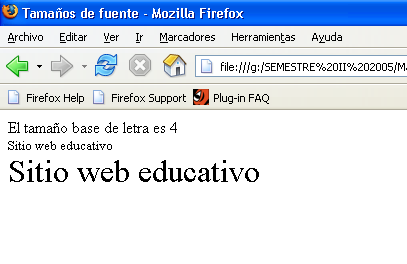 Tamaños de fuente - Mozilla Firefox
Archivo Editar Ver Ir Marcadores Herramientas Ayuda
file:///g:/SEMESTRE%20II%202005/Ma
Firefox Help Firefox Support Plug-in FAQ
El tamaño base de letra es 4
Sitio web educativo
Sitio web educativo